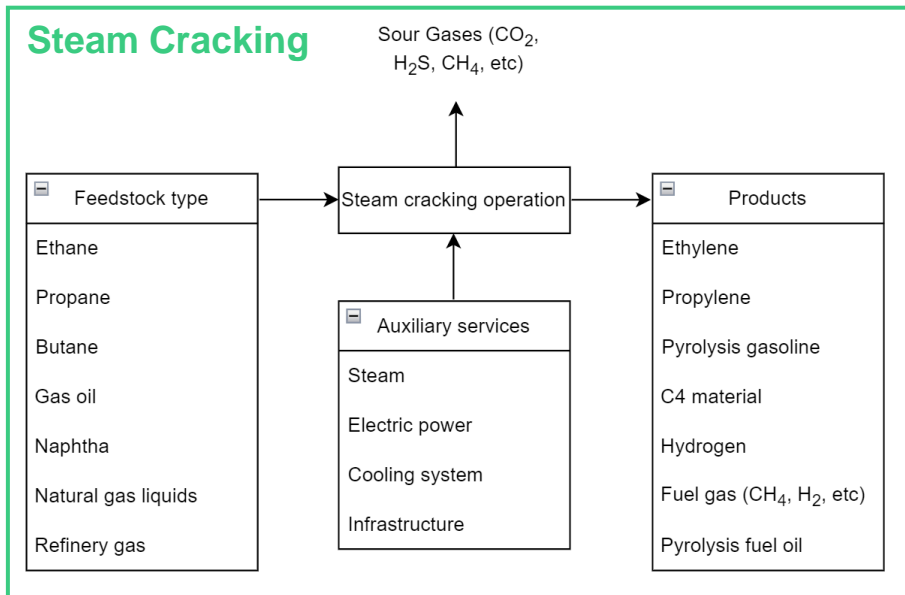 Steam Cracking
Sour Gases (CO₂,
H₂S, CH₄, etc)
Feedstock type
Ethane
Propane
Butane
Gas oil
Naphtha
Natural gas liquids
Refinery gas
Steam cracking operation
Auxiliary services
Steam
Electric power
Cooling system
Infrastructure
Products
Ethylene
Propylene
Pyrolysis gasoline
C4 material
Hydrogen
Fuel gas (CH₄, H₂, etc)
Pyrolysis fuel oil